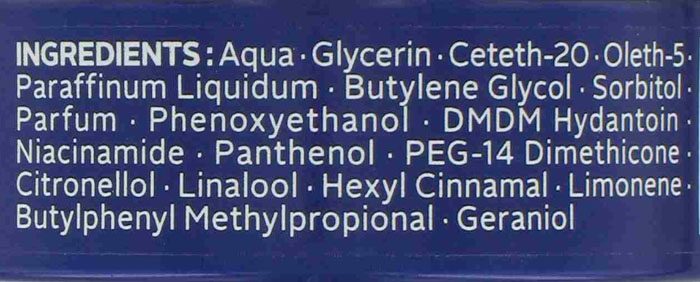 INGREDIENTS : Aqua · Glycerin · Ceteth-20 · Oleth-5 ·
Paraffinum Liquidum · Butylene Glycol · Sorbitol ·
Parfum · Phenoxyethanol · DMDM Hydantoin ·
Niacinamide · Panthenol · PEG-14 Dimethicone ·
Citronellol · Linalool · Hexyl Cinnamal · Limonene ·
Butylphenyl Methylpropional · Geraniol